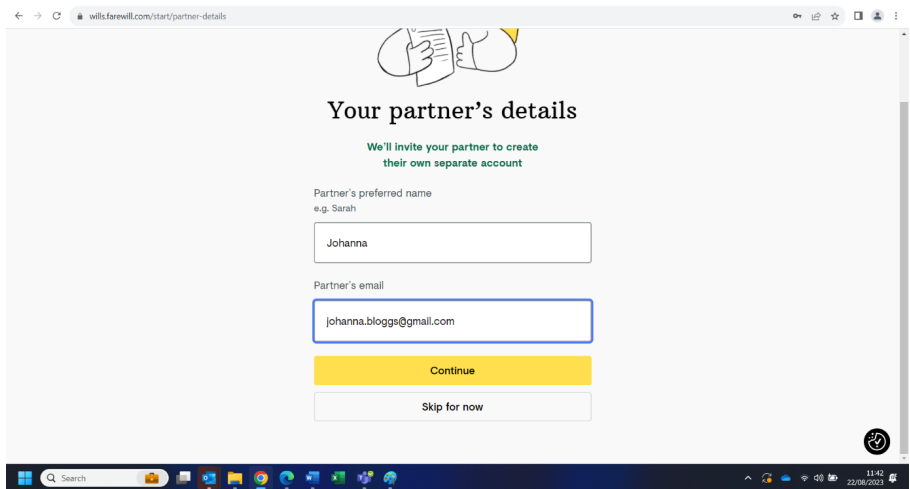 wills.farewill.com/start/partner-details
Your partner's details
We'll invite your partner to create
their own separate account
Partner's preferred name
e.g. Sarah
Johanna
Partner's email
johanna.bloggs@gmail.com
Continue
Skip for now
Search
11:42
22/08/2023